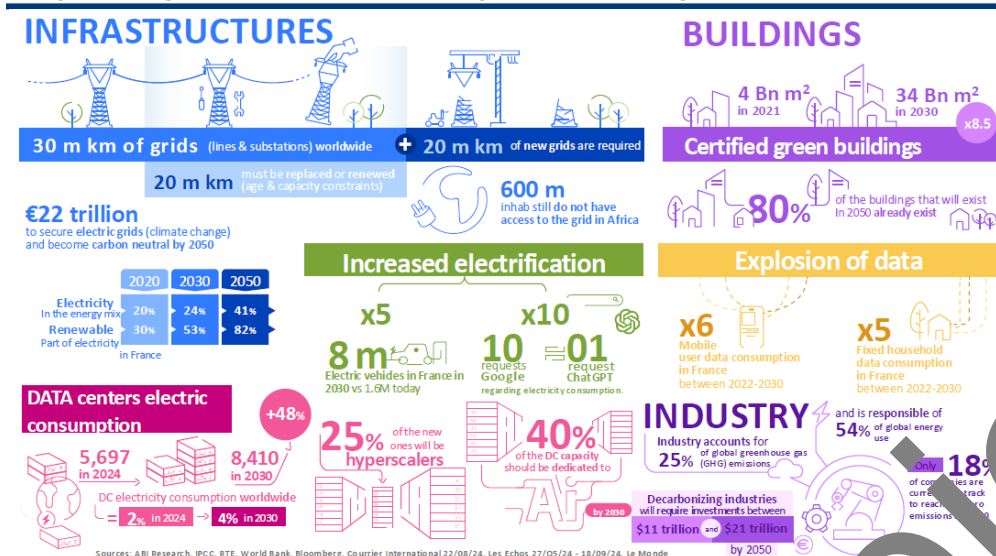 INFRASTRUCTURES
30 m km of grids (lines & substations) worldwide
+
20 m km of new grids are required
20 m km must be replaced or renewed
(age & capacity constraints)
€22 trillion
to secure electric grids (climate change)
and become carbon neutral by 2050
600 m
inhab still do not have
access to the grid in Africa
2020 2030 2050
Electricity
In the energy mix
20% 24% 41%
Renewable
Part of electricity
30% 53% 82%
in France
BUILDINGS
4 Bn m²
in 2021
34 Bn m²
in 2030
x8.5
Certified green buildings
80%
of the buildings that will exist
In 2050 already exist
Increased electrification
x5
8 m
Electric vehicles in France in
2030 vs 1.6M today
x10
10
requests
Google
=
01
request
ChatGPT
regarding electricity consumption.
Explosion of data
x6
Mobile
user data consumption
in France
between 2022-2030
x5
Fixed household
data consumption
in France
between 2022-2030
DATA centers electric
consumption
+48%
5,697
in 2024
8,410
in 2030
DC electricity consumption worldwide
= 2% in 2024 → 4% in 2030
25%
of the new
ones will be
hyperscalers
40%
of the DC capacity
should be dedicated to
Ai
by 2030
INDUSTRY
Industry accounts for
25% of global greenhouse gas
(GHG) emissions
and is responsible of
54% of global energy
use
Only 18%
of companies are
to reach
emissions
Decarbonizing industries
will require investments between
$11 trillion and $21 trillion
by 2050
Sources: ABI Research, IPCC, RTE, World Bank, Bloomberg, Courrier International 22/08/24, Les Echos 27/05/24 - 18/09/24, Le Monde